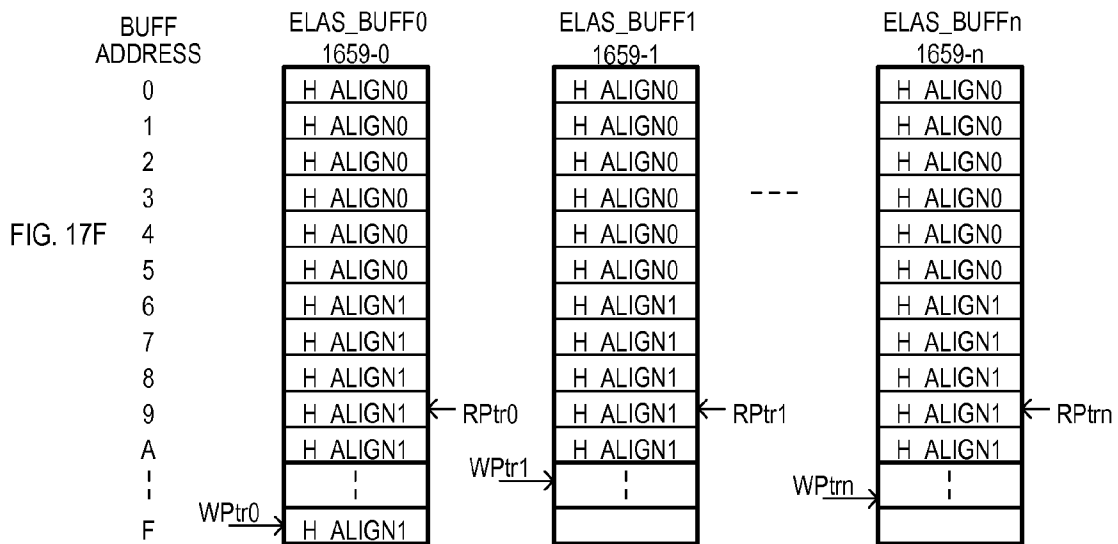 BUFF ADDRESS ELAS_BUFF0 1659-0 ELAS_BUFF1 1659-1 ELAS_BUFFn 1659-n
0 H ALIGN0 H ALIGN0 H ALIGN0
1 H ALIGN0 H ALIGN0 H ALIGN0
2 H ALIGN0 H ALIGN0 H ALIGN0
3 H ALIGN0 H ALIGN0 --- H ALIGN0
FIG. 17F 4 H ALIGN0 H ALIGN0 H ALIGN0
5 H ALIGN0 H ALIGN0 H ALIGN0
6 H ALIGN1 H ALIGN1 H ALIGN1
7 H ALIGN1 H ALIGN1 H ALIGN1
8 H ALIGN1 H ALIGN1 H ALIGN1
9 H ALIGN1 RPtr0 H ALIGN1 RPtr1 H ALIGN1 RPtrn
A H ALIGN1 H ALIGN1 H ALIGN1
WPtr1 WPtrn
WPtr0
F H ALIGN1